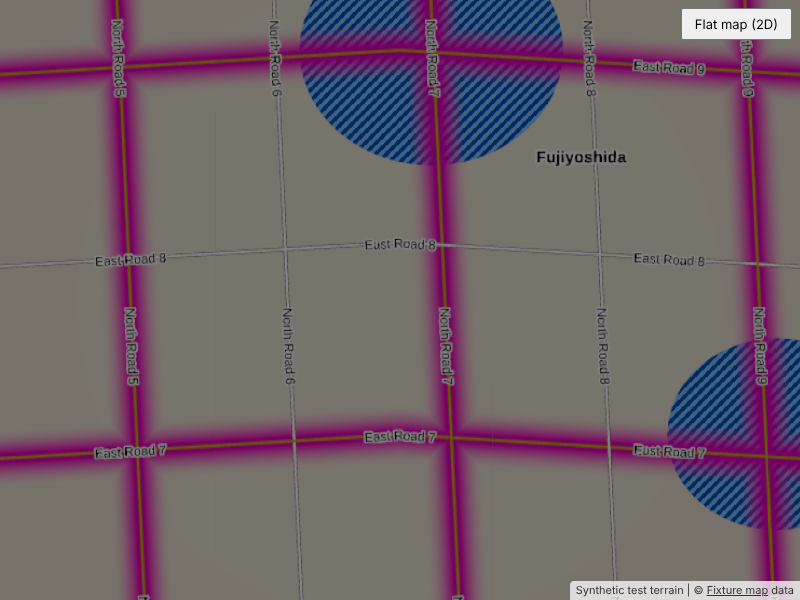 Flat map (2D)
North Road 5
North Road 6
North Road 7
North Road 8
North Road 9
East Road 9
Fujiyoshida
East Road 8
East Road 8
East Road 8
North Road 5
North Road 6
North Road 7
North Road 8
North Road 9
East Road 7
East Road 7
East Road 7
Synthetic test terrain | © Fixture map data